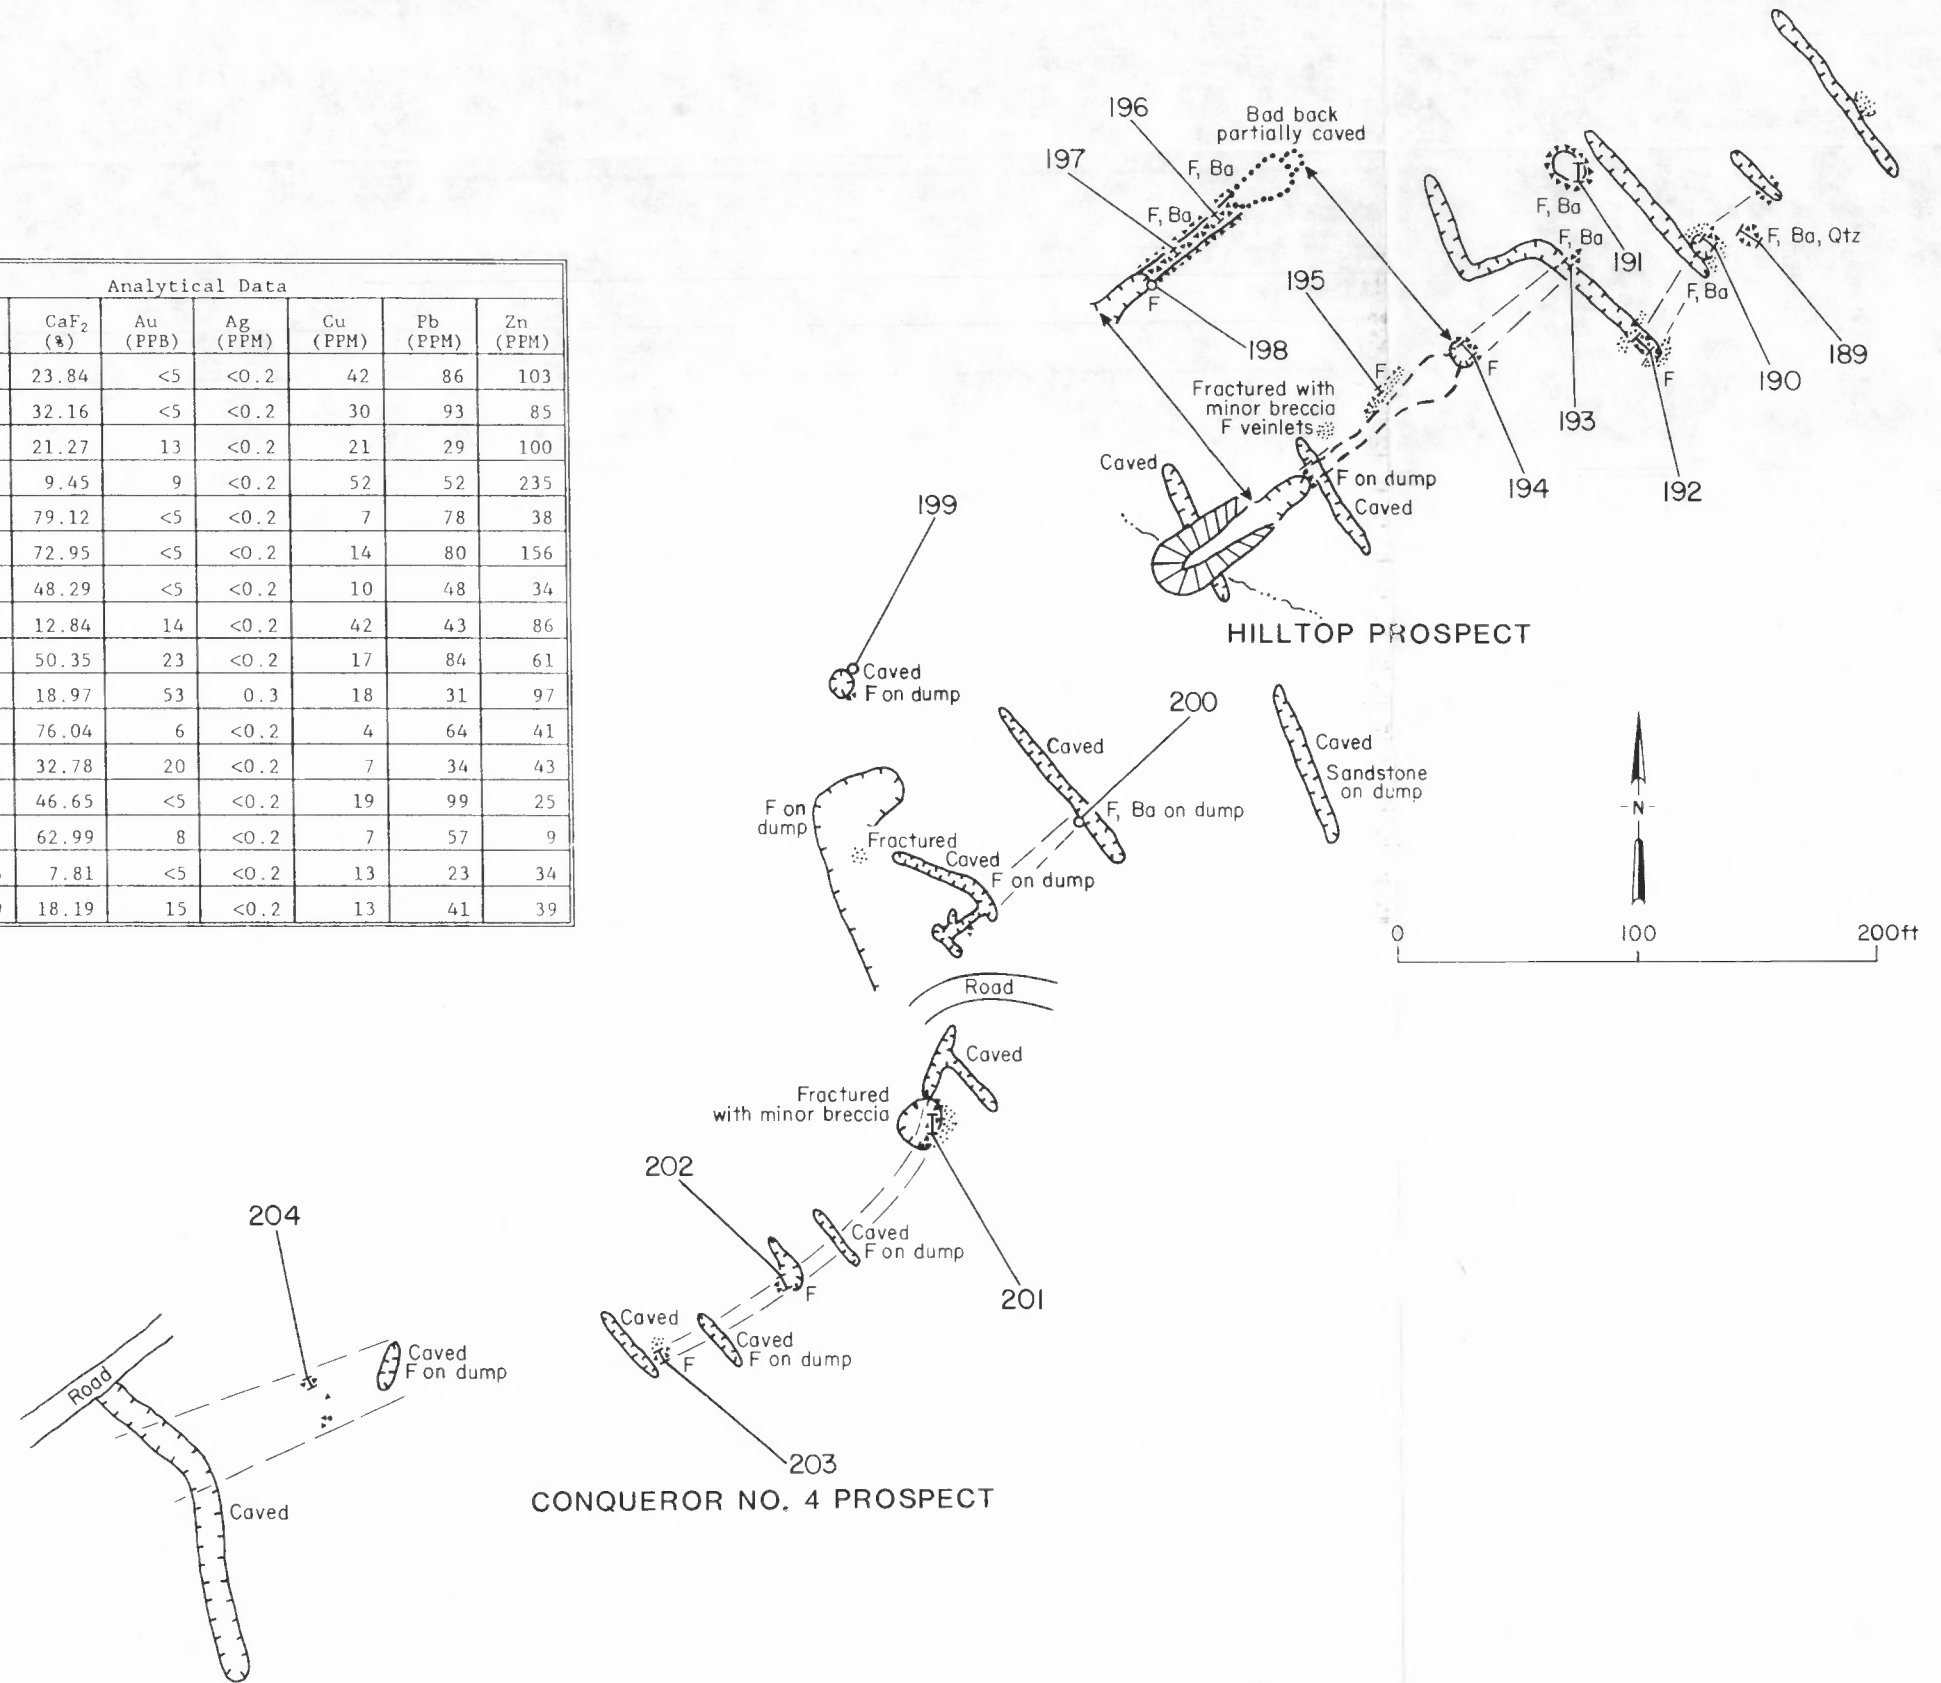 Analytical Data
CaF₂ (%) Au (PPB) Ag (PPM) Cu (PPM) Pb (PPM) Zn (PPM)
23.84 <5 <0.2 42 86 103
32.16 <5 <0.2 30 93 85
21.27 13 <0.2 21 29 100
9.45 9 <0.2 52 52 235
79.12 <5 <0.2 7 78 38
72.95 <5 <0.2 14 80 156
48.29 <5 <0.2 10 48 34
12.84 14 <0.2 42 43 86
50.35 23 <0.2 17 84 61
18.97 53 0.3 18 31 97
76.04 6 <0.2 4 64 41
32.78 20 <0.2 7 34 43
46.65 <5 <0.2 19 99 25
62.99 8 <0.2 7 57 9
7.81 <5 <0.2 13 23 34
18.19 15 <0.2 13 41 39
196
Bad back
partially caved
197
F, Ba
F, Ba
F
198
195
F
Fractured with
minor breccia
F veinlets
Caved
F on dump
Caved
F, Ba
191
F, Ba
F, Ba, Qtz
F, Ba
189
190
F
193
F
194
192
HILLTOP PROSPECT
199
Caved
F on dump
200
Caved
F, Ba on dump
Caved
Sandstone
on dump
F on
dump
Fractured
Caved
F on dump
-N-
0 100 200ft
Road
Caved
Fractured
with minor breccia
202
Caved
F on dump
F
201
204
Caved
F
Caved
F on dump
203
Road
Caved
F on dump
Caved
CONQUEROR NO. 4 PROSPECT